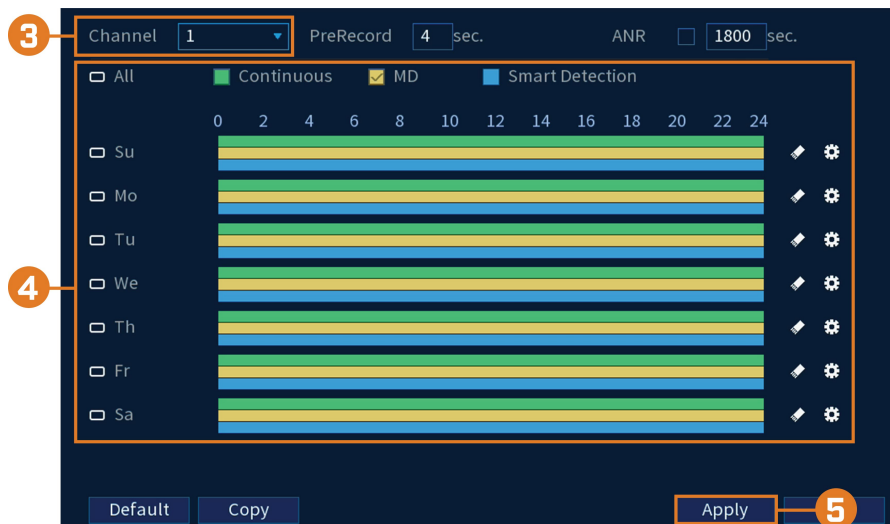 3 Channel 1 PreRecord 4 sec. ANR 1800 sec.
All Continuous MD Smart Detection
0 2 4 6 8 10 12 14 16 18 20 22 24
Su
Mo
Tu
4 We
Th
Fr
Sa
Default Copy Apply 5